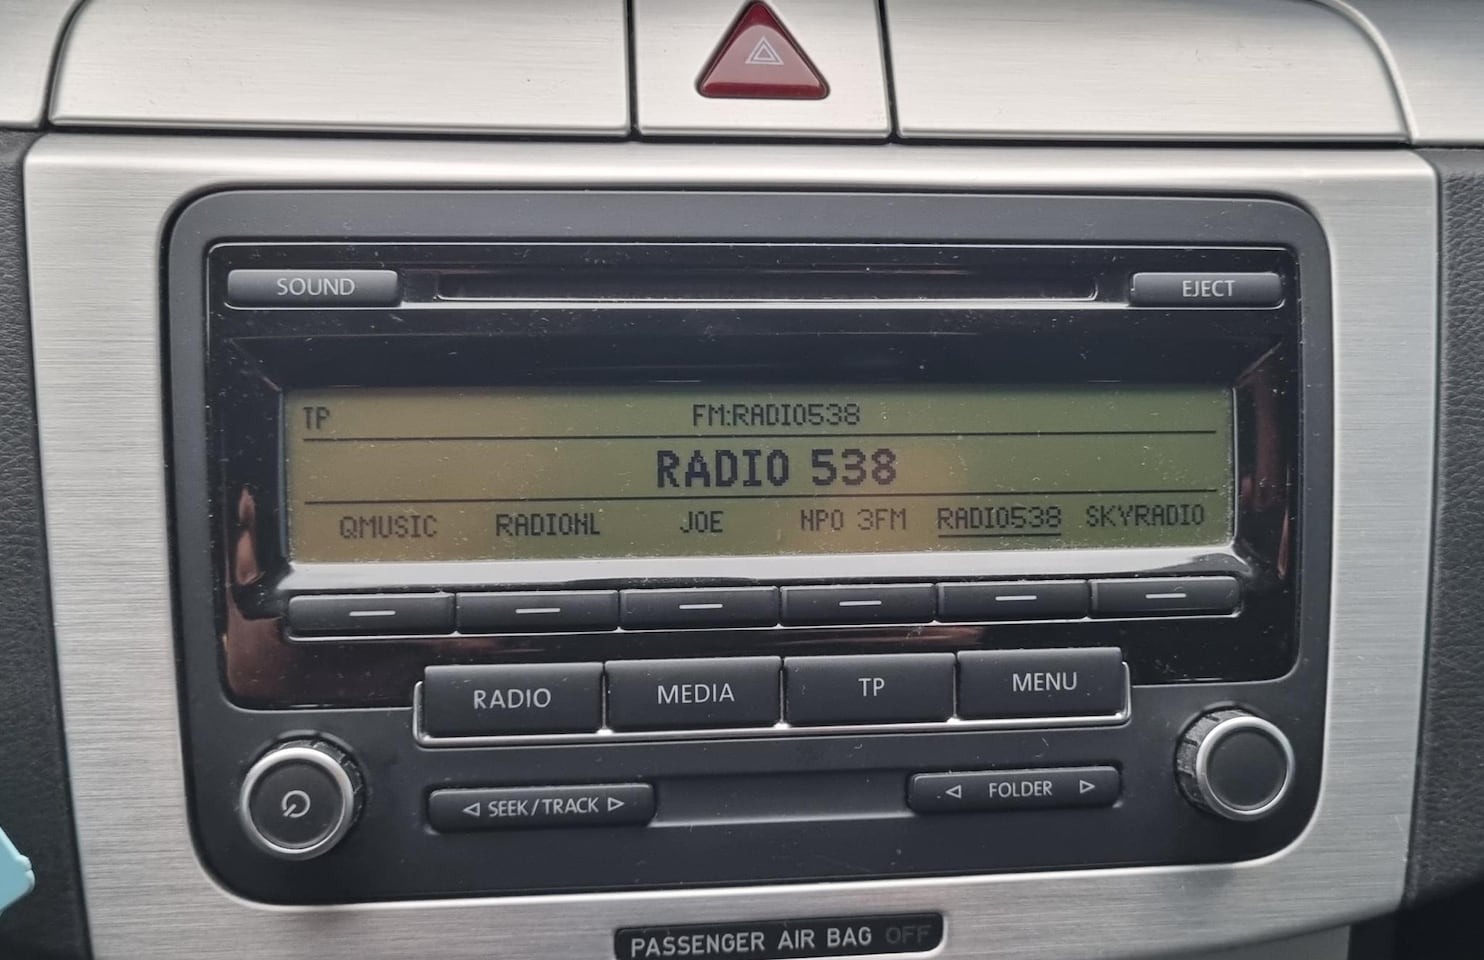 SOUND EJECT
TP FM:RADIO538
RADIO 538
QMUSIC RADIONL JOE NPO 3FM RADIO538 SKYRADIO
RADIO MEDIA TP MENU
SEEK/TRACK FOLDER
PASSENGER AIR BAG OFF